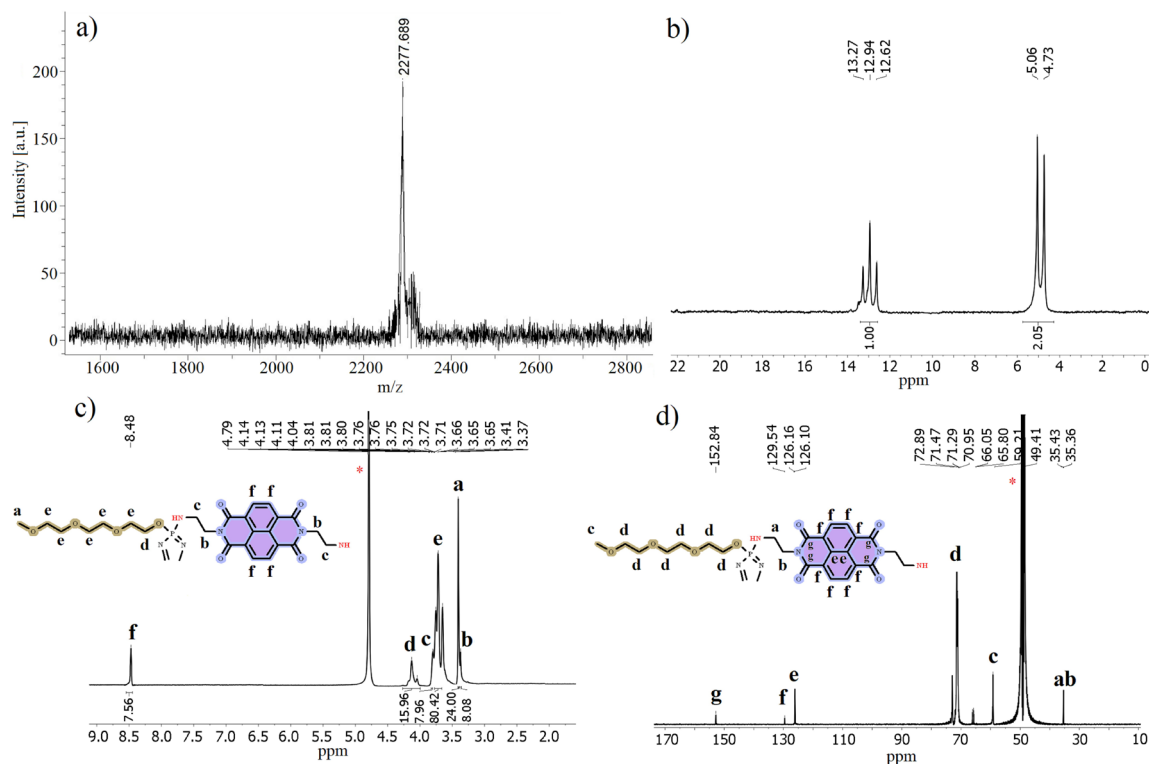 a)
2277.689
Intensity [a.u.]
200
150
100
50
0
1600 2000 2200 2400 2600 2800
m/z
b)
13.27
12.94
12.62
5.06
4.73
1.00
2.05
22 20 18 16 14 12 10 8 6 4 2 0
ppm
c)
8.48
4.79
4.14
4.13
4.11
4.04
3.81
3.81
3.80
3.76
3.76
3.75
3.72
3.72
3.71
3.66
3.65
3.65
3.41
3.37
*
a
f f
O O
a e e e c
O O O O HN N N b
e e d P b c NH
N N
O O
f f
e
a
f
d
c
b
7.56
15.96
7.96
80.42
24.00
8.08
9.0 8.5 8.0 7.5 7.0 6.5 6.0 5.5 5.0 4.5 4.0 3.5 3.0 2.5 2.0
ppm
d)
152.84
129.54
126.16
126.10
72.89
71.47
71.29
70.95
66.05
65.80
59.21
49.41
35.43
35.36
*
f f
O O
c d d d a f f
O O O O HN N g ee g N
d d d P b g g NH
N N f f
O O
f f
d
c
ab
e
f
g
170 150 130 110 90 70 50 30 10
ppm